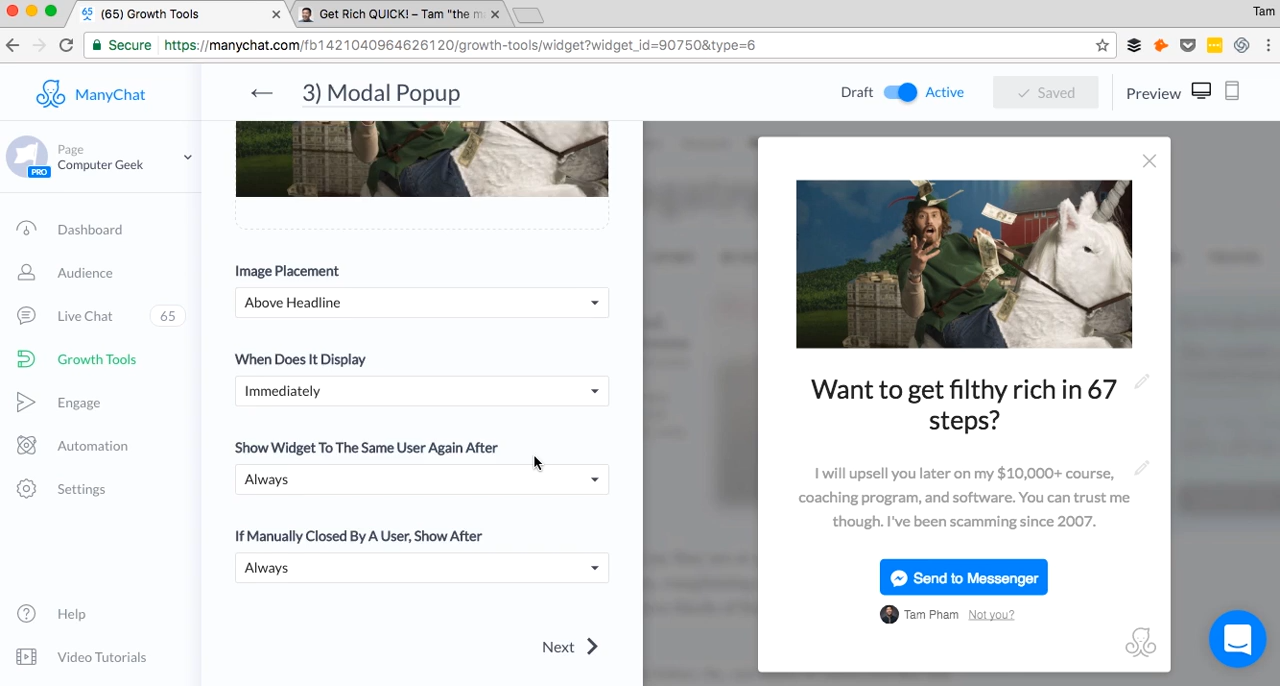 (65) Growth Tools
Get Rich QUICK! – Tam "the m
Tam
Secure
https://manychat.com/fb1421040964626120/growth-tools/widget?widget_id=90750&type=6
ManyChat
3) Modal Popup
Draft
Active
Saved
Preview
Page
Computer Geek
PRO
Dashboard
Audience
Live Chat
65
Growth Tools
Engage
Automation
Settings
Help
Video Tutorials
Image Placement
Above Headline
When Does It Display
Immediately
Show Widget To The Same User Again After
Always
If Manually Closed By A User, Show After
Always
Next
Want to get filthy rich in 67
steps?
I will upsell you later on my $10,000+ course,
coaching program, and software. You can trust me
though. I've been scamming since 2007.
Send to Messenger
Tam Pham Not you?